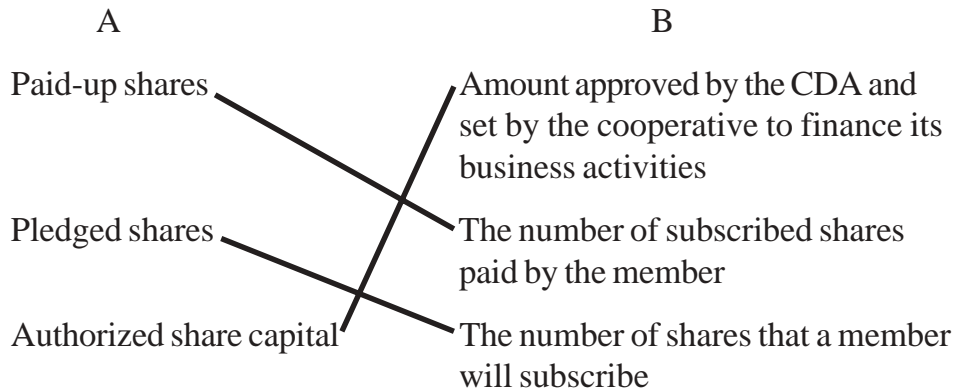 A B
Paid-up shares Amount approved by the CDA and
set by the cooperative to finance its
business activities
Pledged shares The number of subscribed shares
paid by the member
Authorized share capital The number of shares that a member
will subscribe